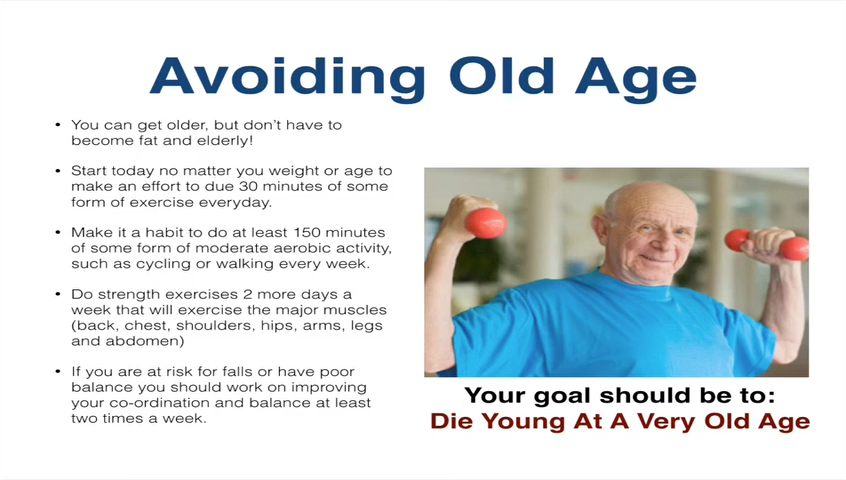 Avoiding Old Age
• You can get older, but don't have to
become fat and elderly!
• Start today no matter you weight or age to
make an effort to due 30 minutes of some
form of exercise everyday.
• Make it a habit to do at least 150 minutes
of some form of moderate aerobic activity,
such as cycling or walking every week.
• Do strength exercises 2 more days a
week that will exercise the major muscles
(back, chest, shoulders, hips, arms, legs
and abdomen)
• If you are at risk for falls or have poor
balance you should work on improving
your co-ordination and balance at least
two times a week.
Your goal should be to:
Die Young At A Very Old Age